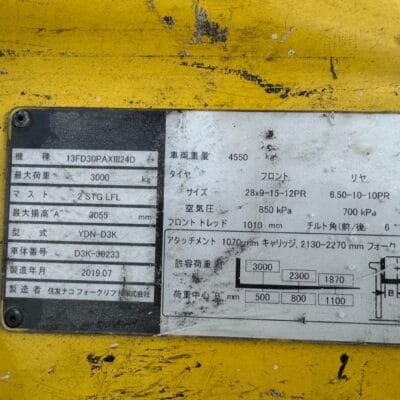 機 種 13FD30PAXⅢ24D
最大荷重 3000 kg
マスト 2 STG LFL
最大揚高"A" 3055 mm
型 式 YDN-D3K
車体番号 D3K-30233
製造年月 2019.07
製造者 住友ナコ フォークリフト株式会社
車両重量 4550 kg
タイヤ フロント リヤ
サイズ 28x9-15-12PR 6.50-10-10PR
空気圧 850 kPa 700 kPa
フロントトレッド 1010 mm チルト角(前/後) 6
アタッチメント 1070mm キャリッジ, 2130-2270 mm フォーク
許容荷重 3000 2300 1870
荷重中心 mm 500 800 1100
B